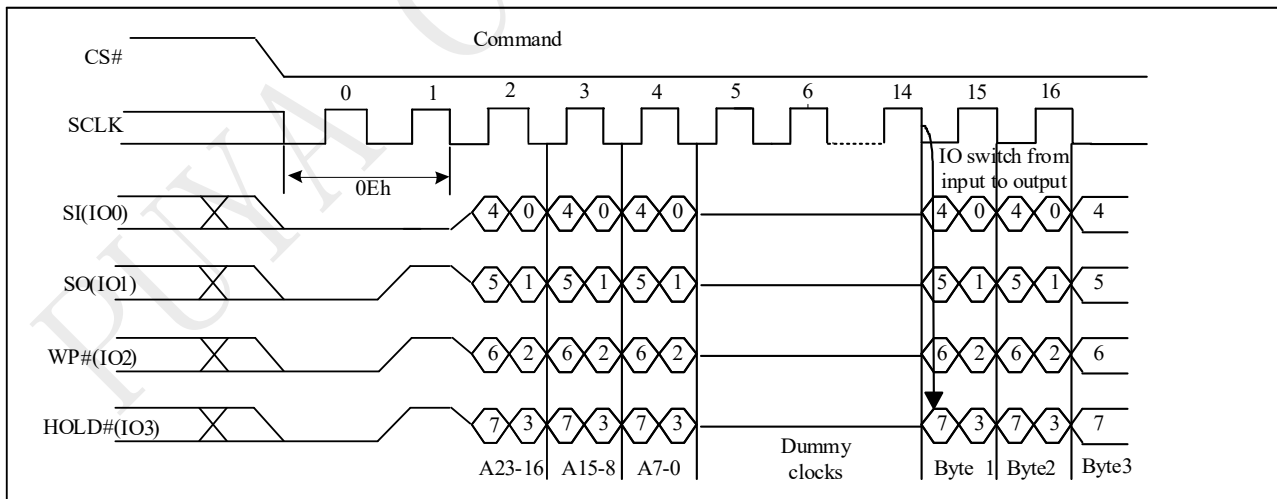 PUYA
Command
CS#
0 1 2 3 4 5 6 14 15 16
SCLK
IO switch from
input to output
0Eh
SI(IO0) 4 0 4 0 4 0 4 0 4 0 4
SO(IO1) 5 1 5 1 5 1 5 1 5 1 5
WP#(IO2) 6 2 6 2 6 2 6 2 6 2 6
HOLD#(IO3) 7 3 7 3 7 3 7 3 7 3 7
Dummy
clocks
A23-16 A15-8 A7-0 Byte 1 Byte2 Byte3